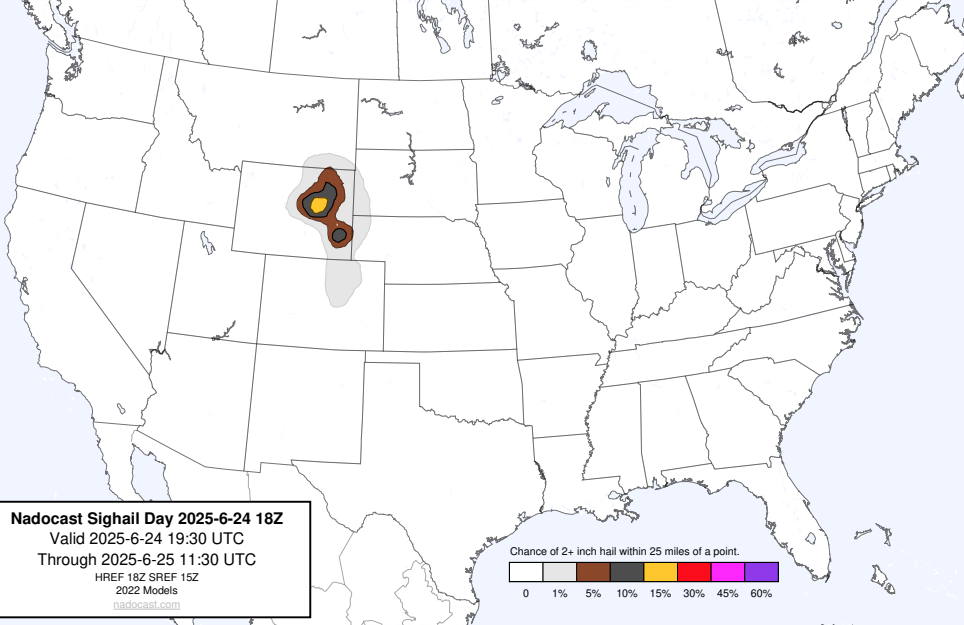 Nadocast Sighail Day 2025-6-24 18Z
Valid 2025-6-24 19:30 UTC
Through 2025-6-25 11:30 UTC
HREF 18Z SREF 15Z
2022 Models
nadocast.com
Chance of 2+ inch hail within 25 miles of a point.
0 1% 5% 10% 15% 30% 45% 60%